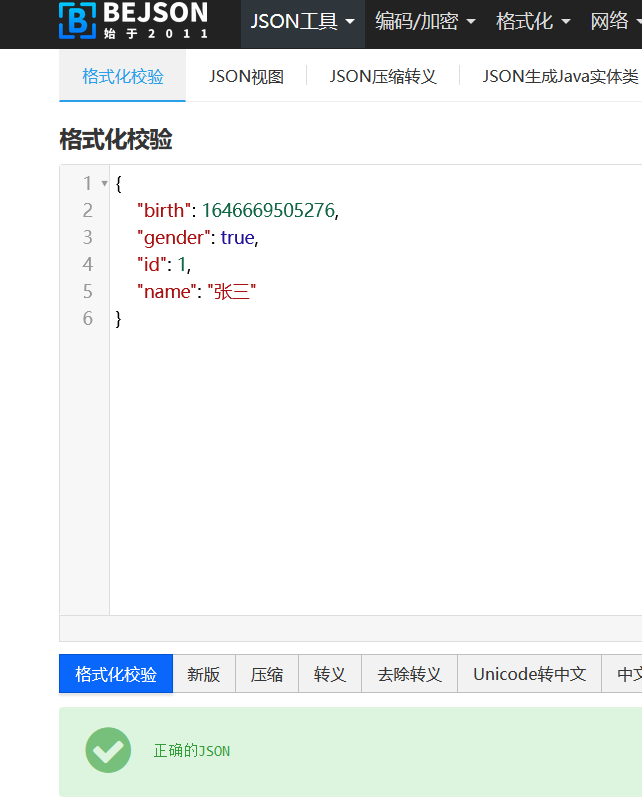 BEJSON
始于2011
JSON工具 编码/加密 格式化 网络
格式化校验 JSON视图 JSON压缩转义 JSON生成Java实体类
格式化校验
1 {
2 "birth": 1646669505276,
3 "gender": true,
4 "id": 1,
5 "name": "张三"
6 }
格式化校验 新版 压缩 转义 去除转义 Unicode转中文 中文
正确的JSON